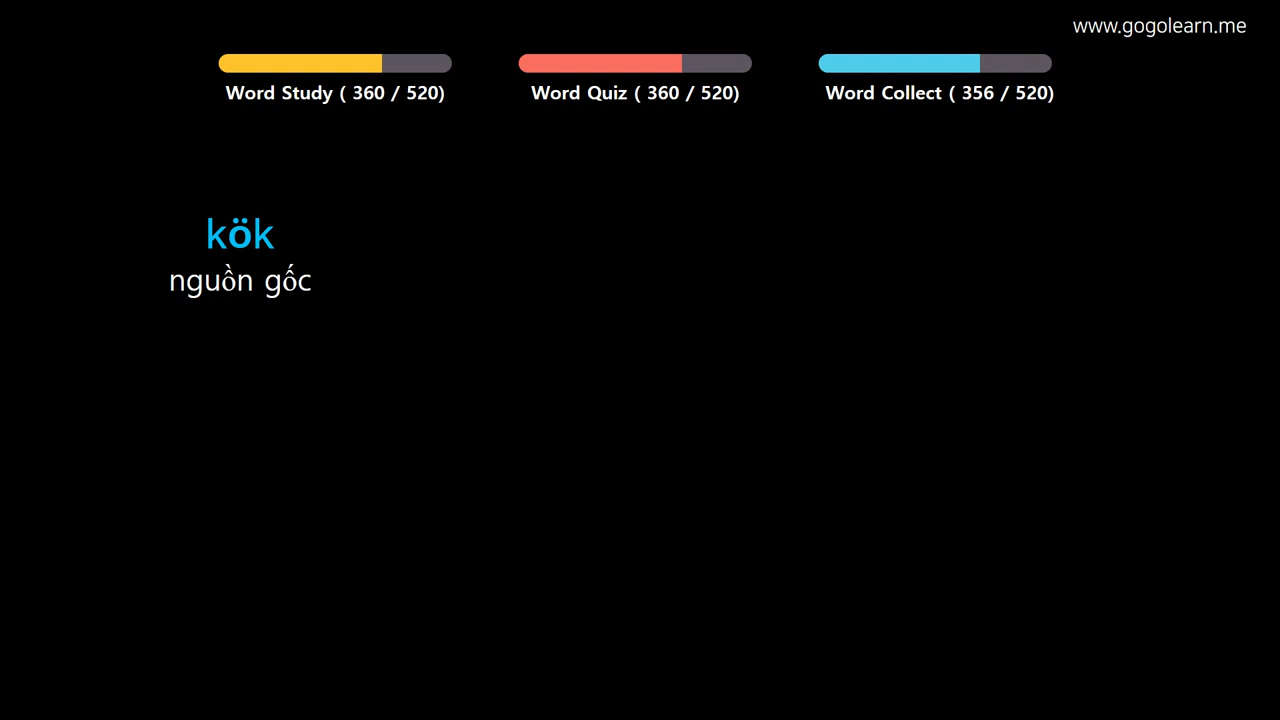 www.gogolearn.me
Word Study ( 360 / 520)
Word Quiz ( 360 / 520)
Word Collect ( 356 / 520)
kök
nguồn gốc